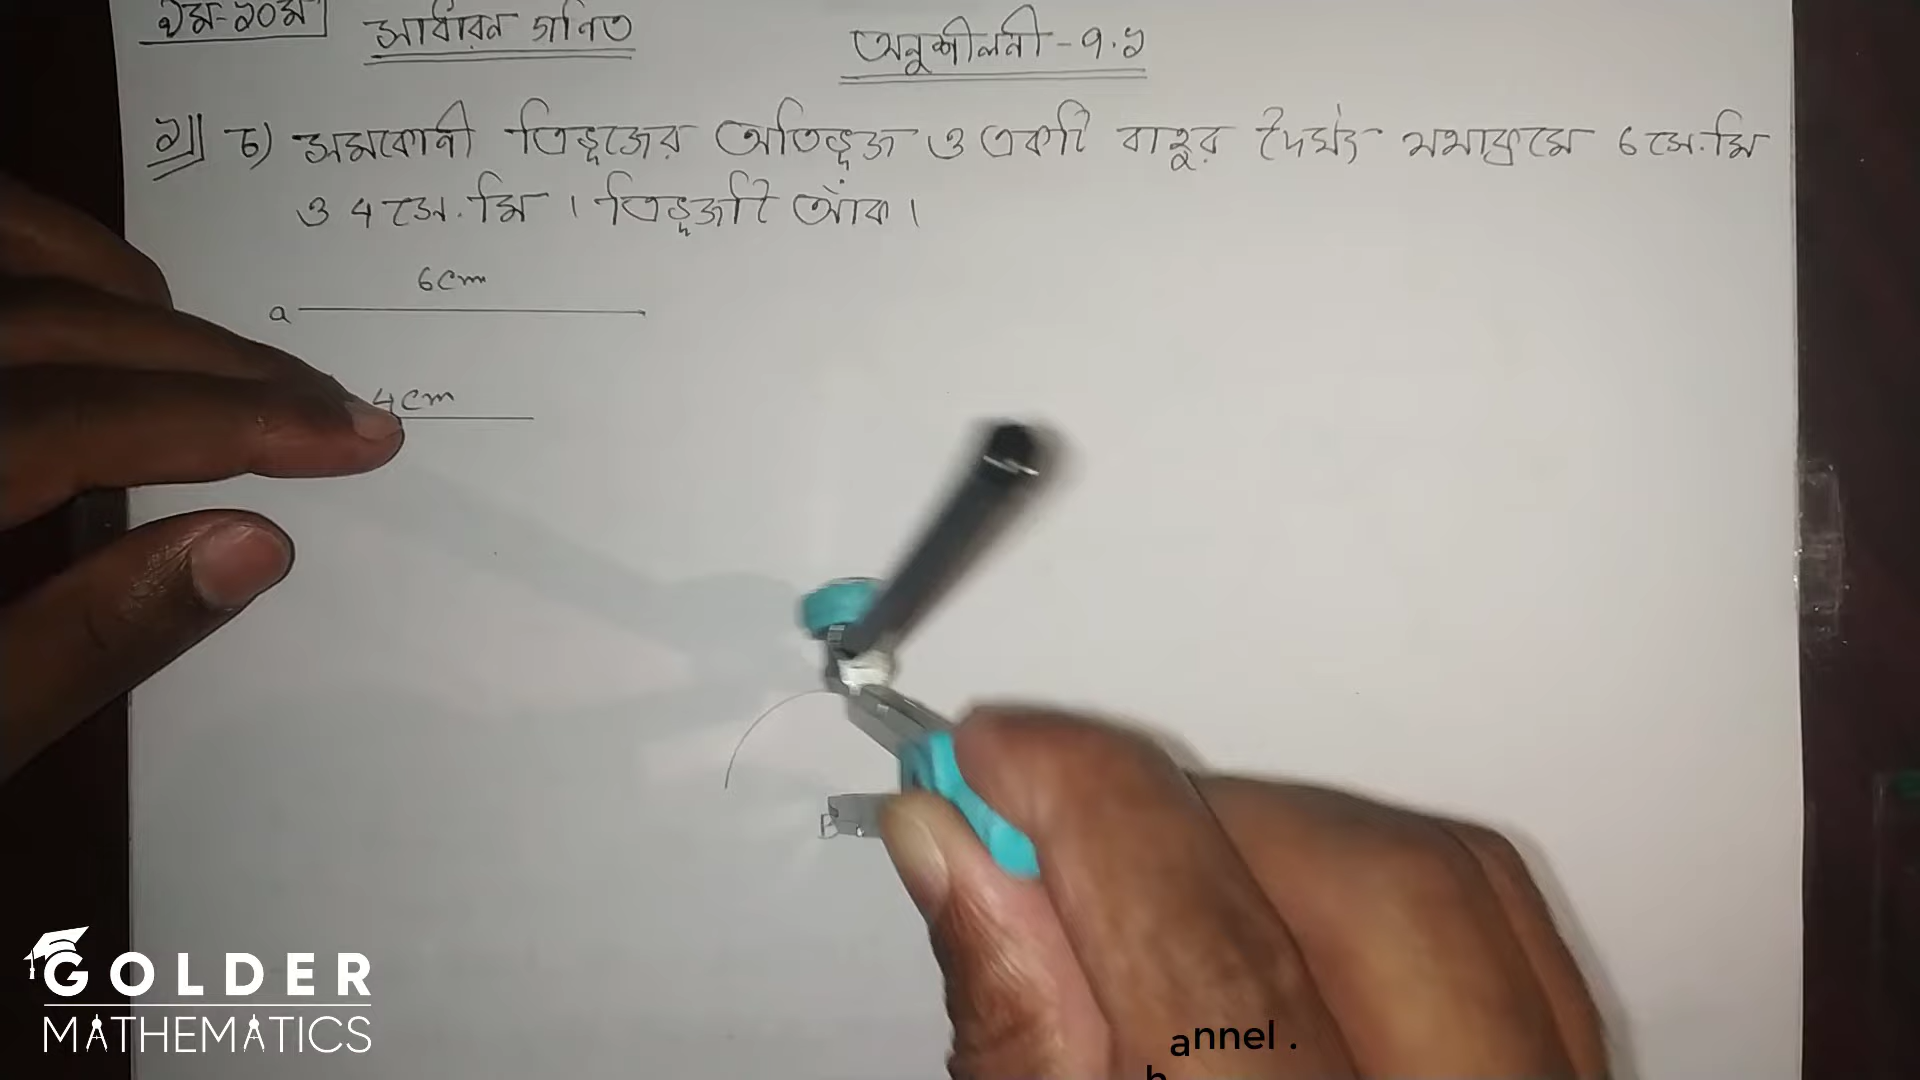 ৯ম-১০ম
সাধারন গনিত
অনুশীলনী-৭.১
১॥ চ) সমকোনী ত্রিভুজের অতিভুজ ও একটি বাহুর দৈর্ঘ্য যথাক্রমে 6 সে.মি
ও 4 সে.মি । ত্রিভুজটি আঁক ।
6cm
a
4cm
B
GOLDER
MATHEMATICS
annel .